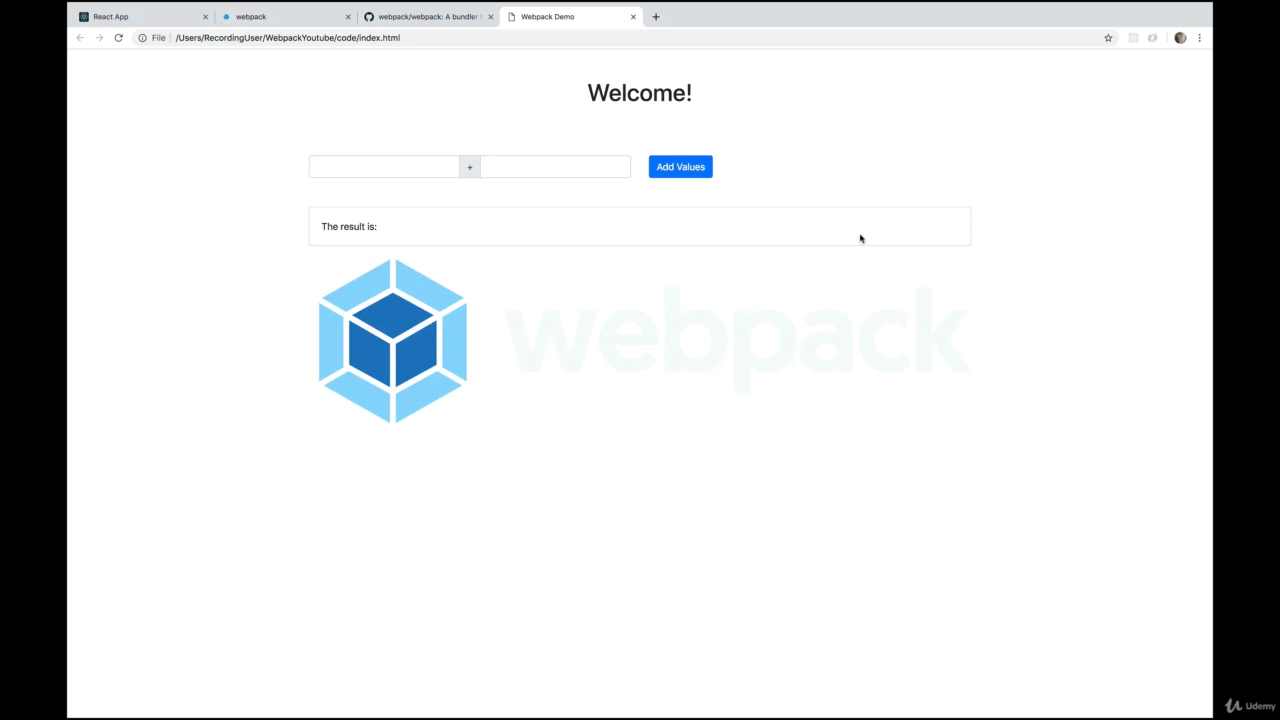 React App
webpack
webpack/webpack: A bundler
Webpack Demo
File
/Users/RecordingUser/WebpackYoutube/code/index.html
Welcome!
+
Add Values
The result is:
webpack
Udemy